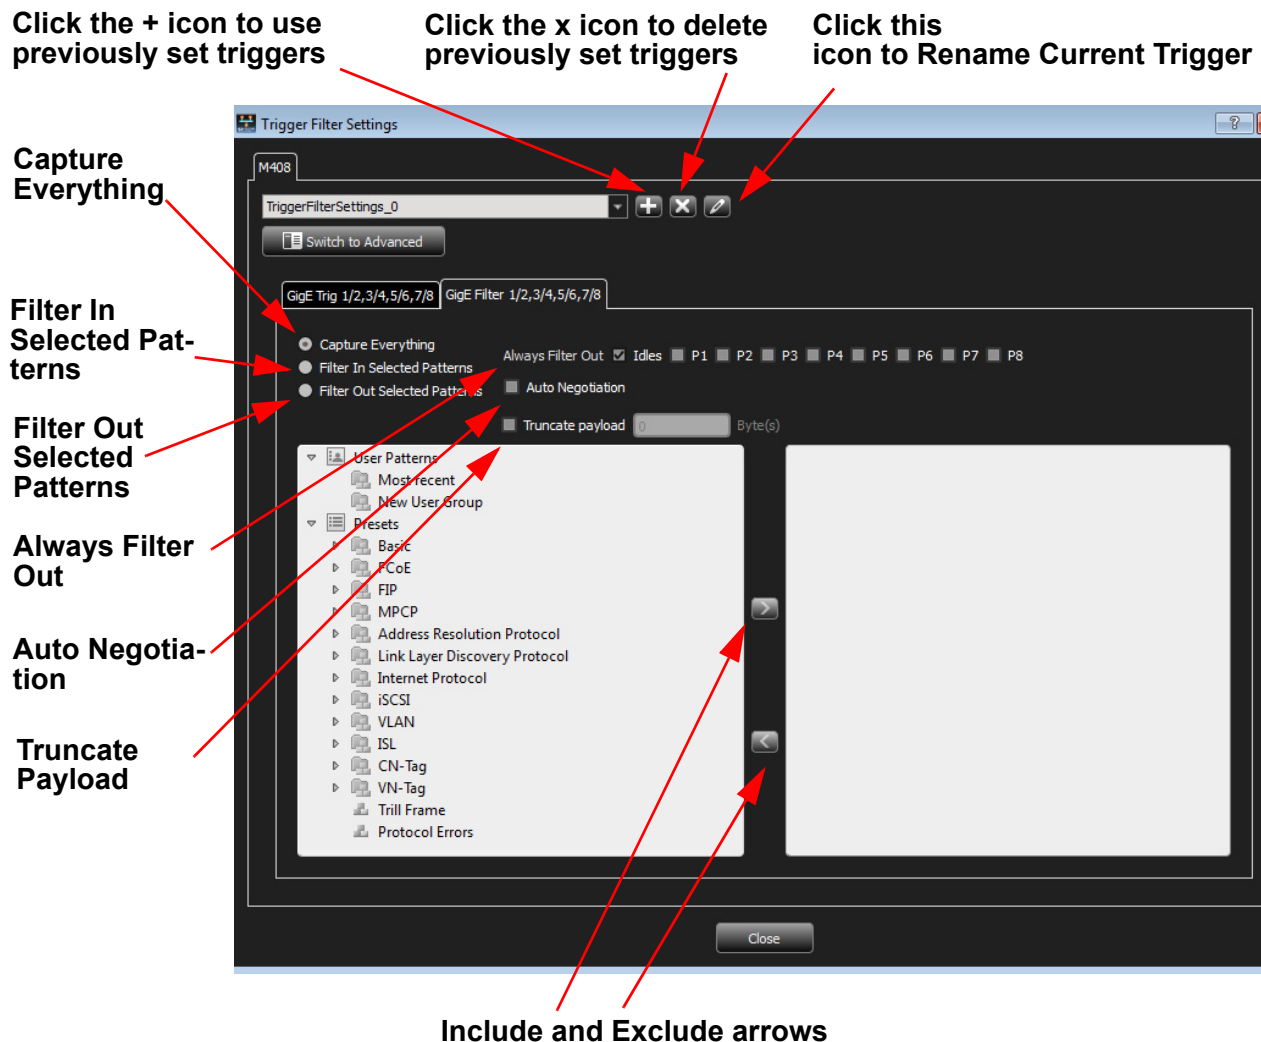 Click the + icon to use
previously set triggers
Click the x icon to delete
previously set triggers
Click this
icon to Rename Current Trigger
Trigger Filter Settings
?
Capture
Everything
M408
TriggerFilterSettings_0
Switch to Advanced
GigE Trig 1/2,3/4,5/6,7/8
GigE Filter 1/2,3/4,5/6,7/8
Filter In
Selected Pat-
terns
Capture Everything
Filter In Selected Patterns
Filter Out Selected Patterns
Always Filter Out Idles P1 P2 P3 P4 P5 P6 P7 P8
Auto Negotiation
Truncate payload 0 Byte(s)
Filter Out
Selected
Patterns
User Patterns
Most recent
New User Group
Presets
Basic
FCoE
FIP
MPCP
Address Resolution Protocol
Link Layer Discovery Protocol
Internet Protocol
iSCSI
VLAN
ISL
CN-Tag
VN-Tag
Trill Frame
Protocol Errors
Always Filter
Out
Auto Negotia-
tion
Truncate
Payload
>
<
Close
Include and Exclude arrows